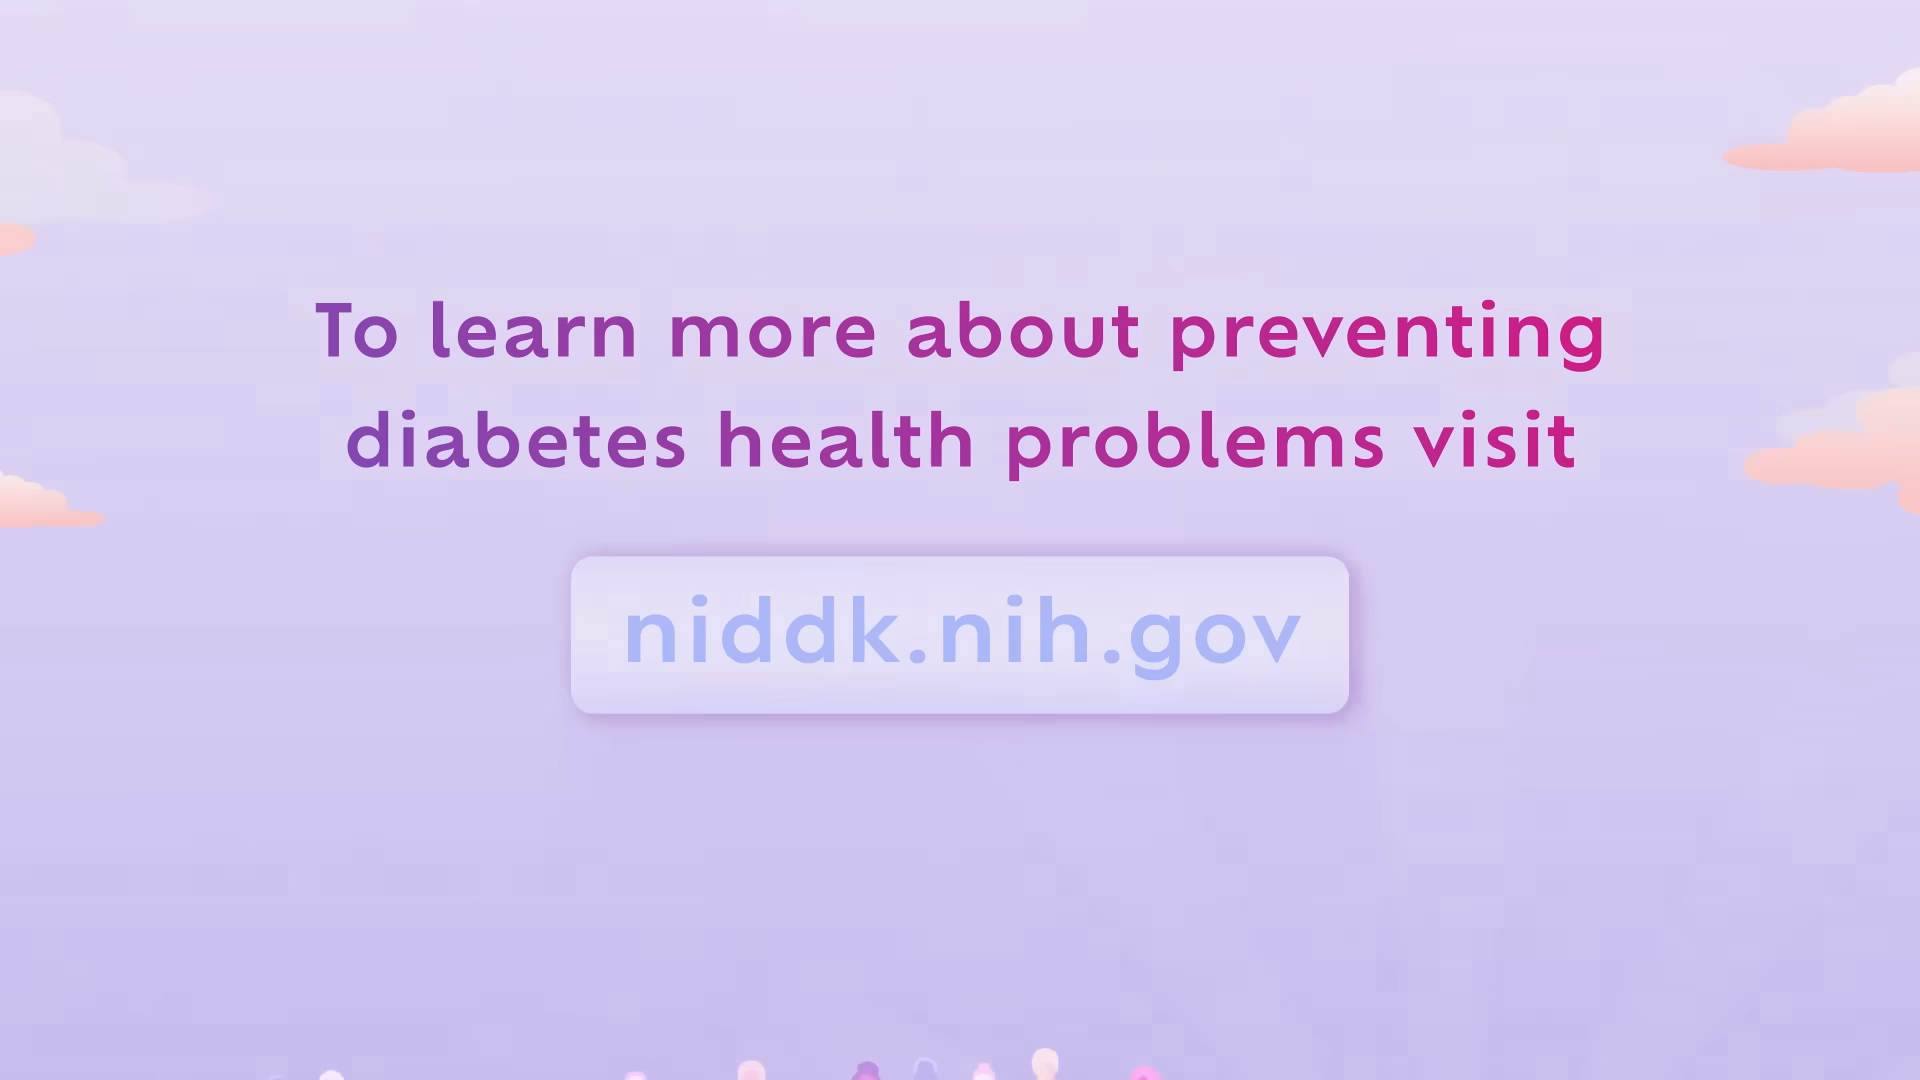 To learn more about preventing
diabetes health problems visit
niddk.nih.gov